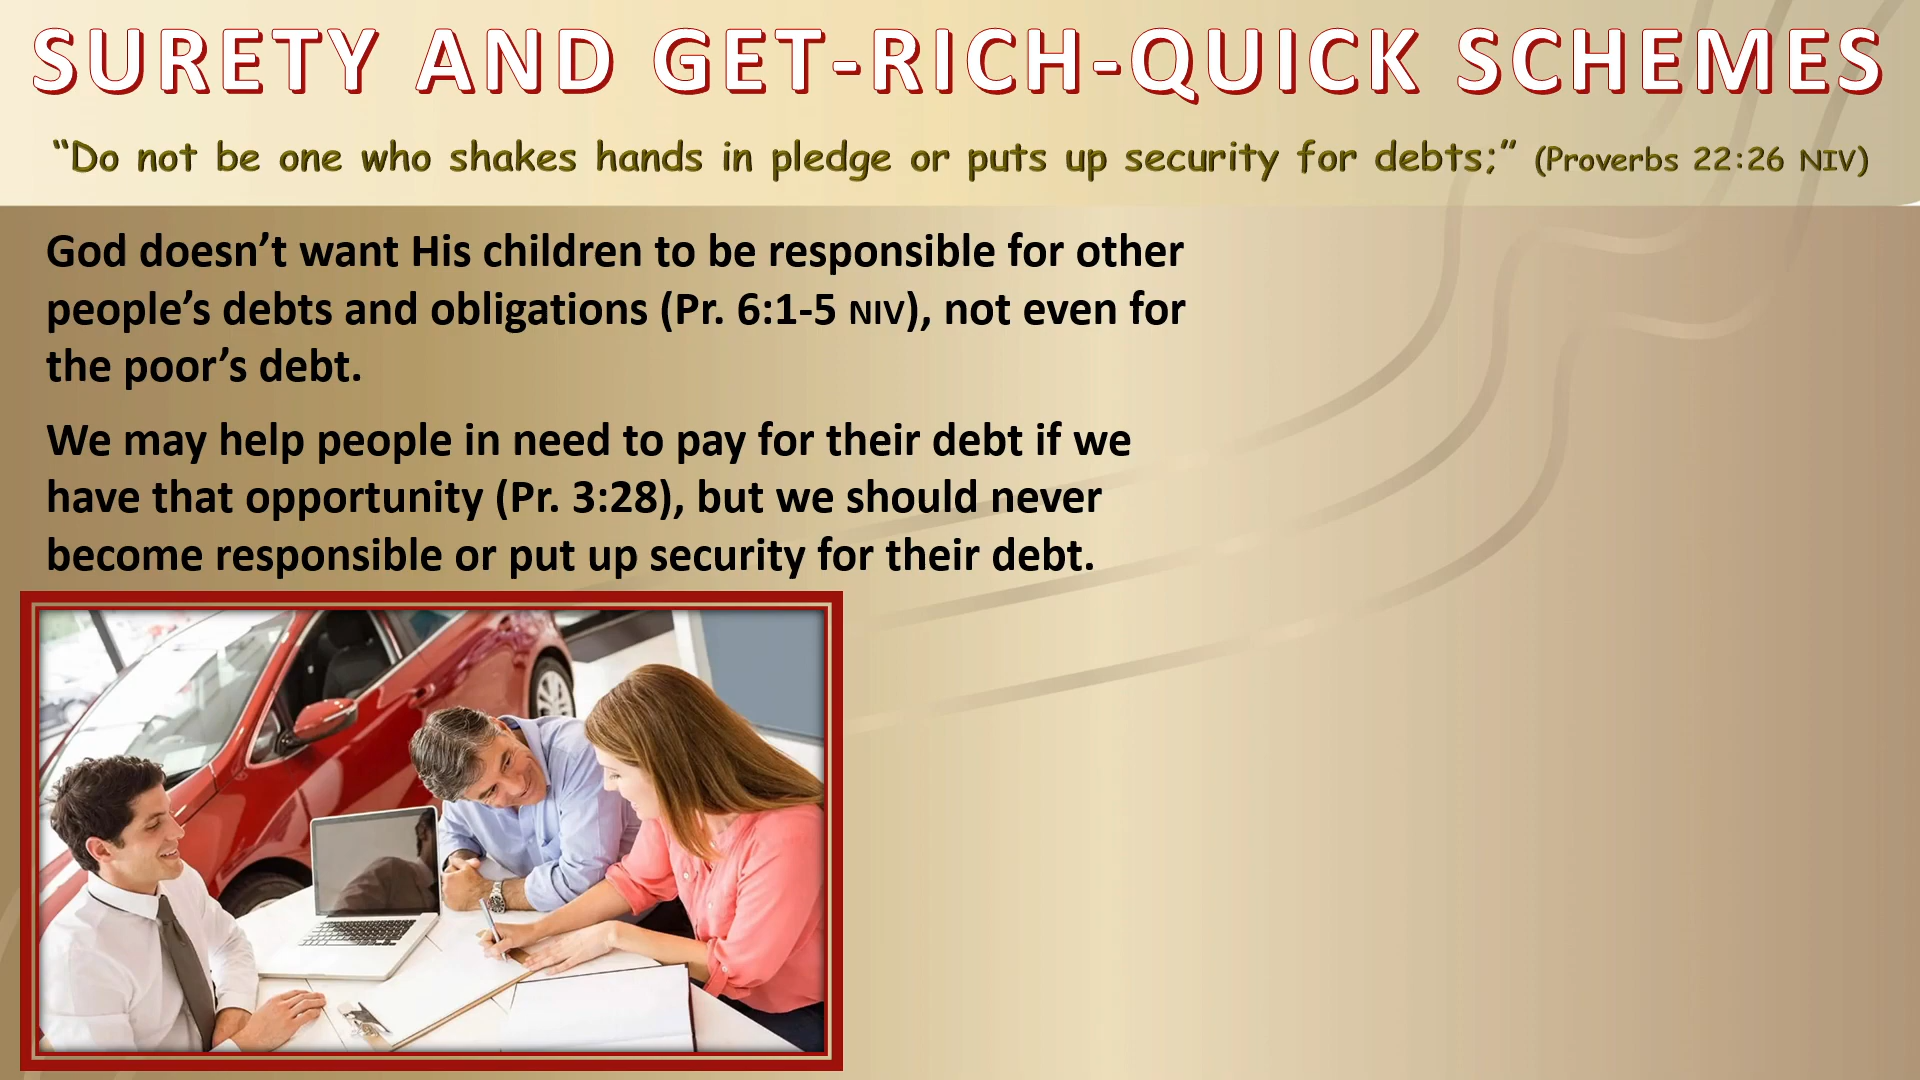 SURETY AND GET-RICH-QUICK SCHEMES
“Do not be one who shakes hands in pledge or puts up security for debts;” (Proverbs 22:26 NIV)
God doesn’t want His children to be responsible for other
people’s debts and obligations (Pr. 6:1-5 NIV), not even for
the poor’s debt.
We may help people in need to pay for their debt if we
have that opportunity (Pr. 3:28), but we should never
become responsible or put up security for their debt.